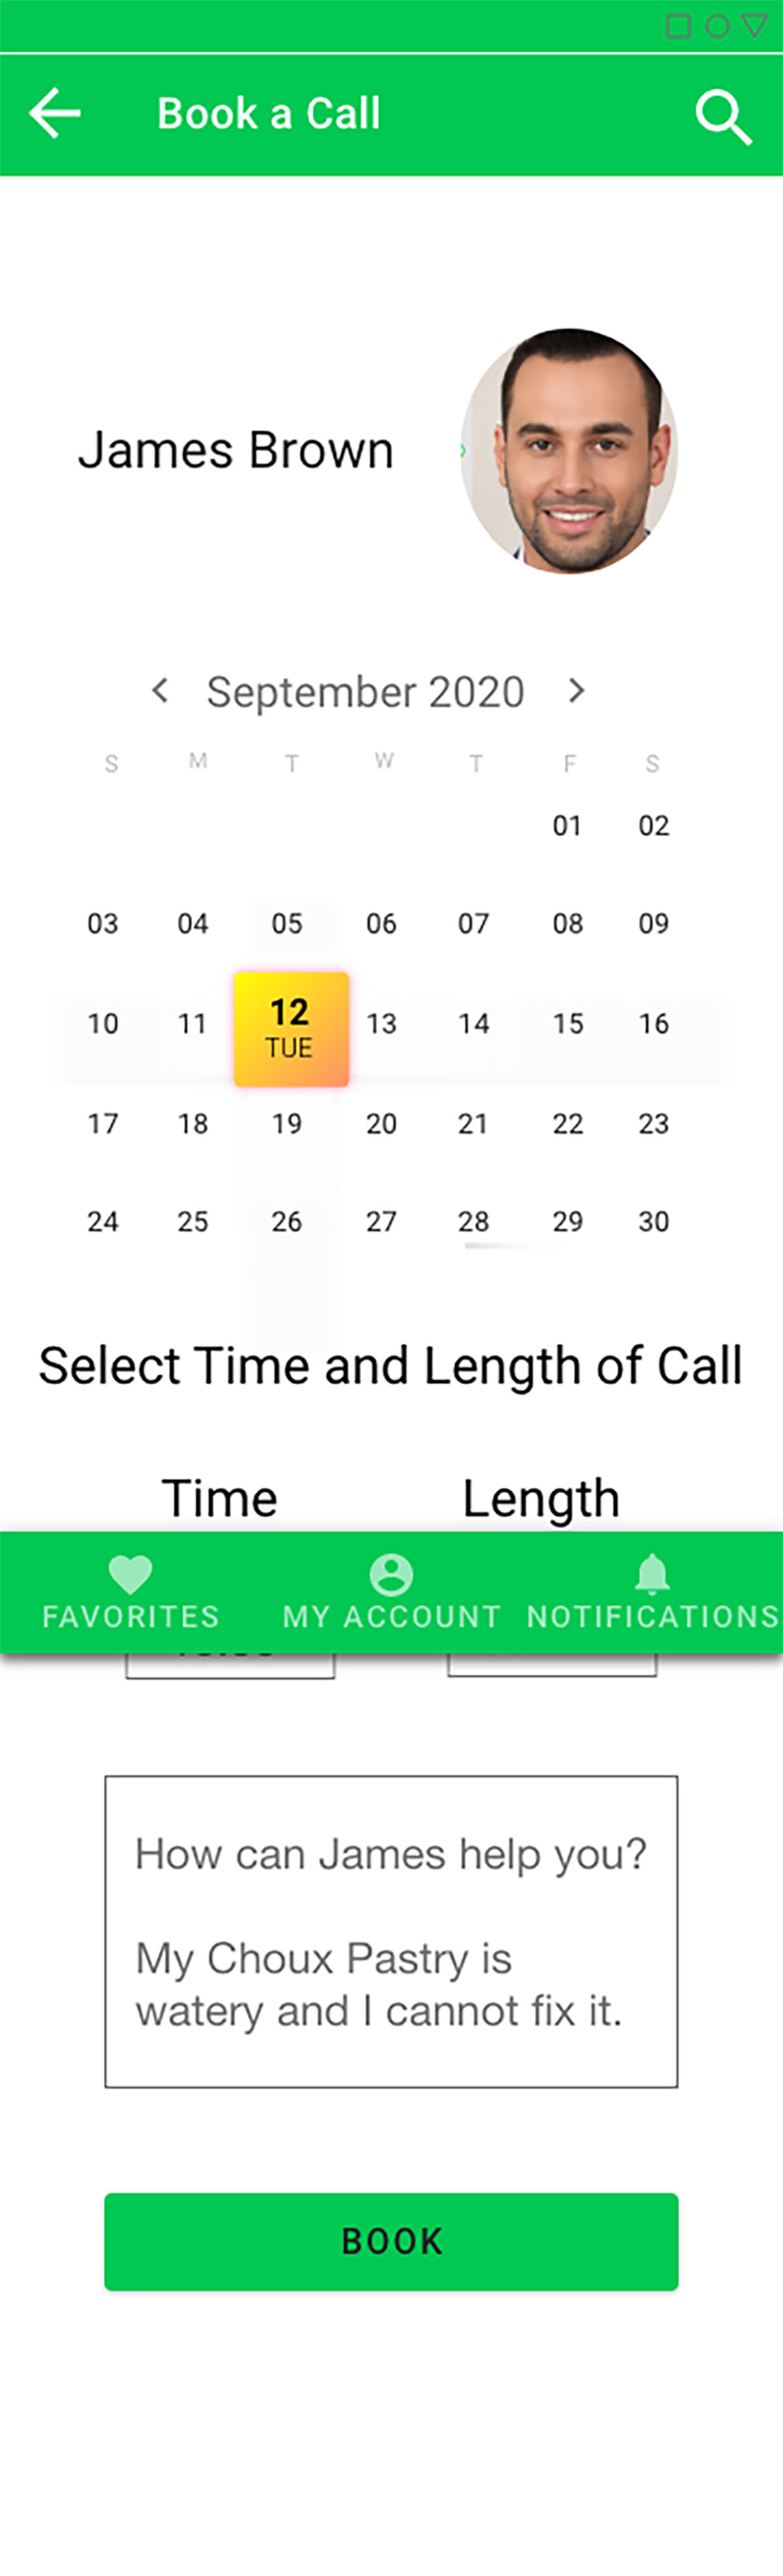 Book a Call
James Brown
September 2020
S M T W T F S
01 02
03 04 05 06 07 08 09
10 11 12 13 14 15 16
TUE
17 18 19 20 21 22 23
24 25 26 27 28 29 30
Select Time and Length of Call
Time Length
FAVORITES MY ACCOUNT NOTIFICATIONS
How can James help you?
My Choux Pastry is
watery and I cannot fix it.
BOOK